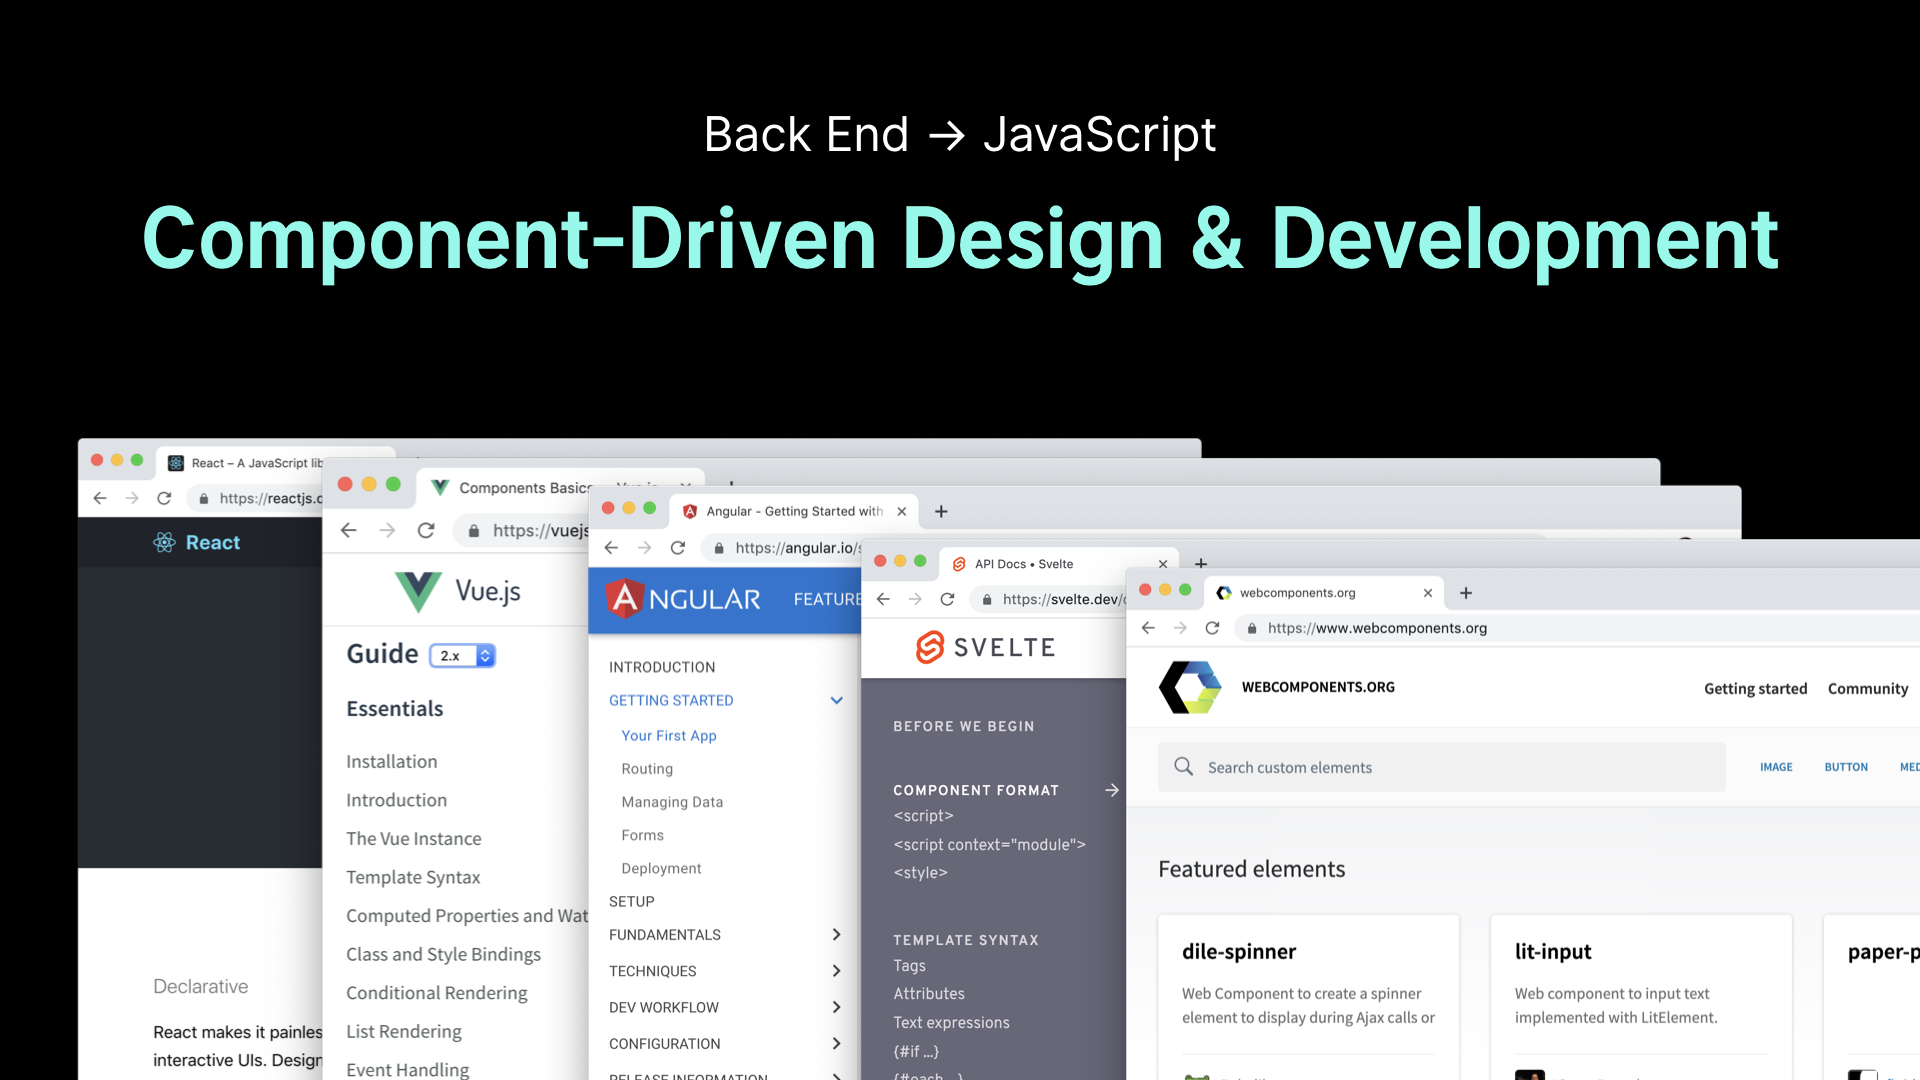 Back End → JavaScript
Component-Driven Design & Development
React – A JavaScript lib
https://reactjs.
React
Declarative
React makes it painles
interactive UIs. Design
Components Basics
https://vuejs
Vue.js
Guide 2.x
Essentials
Installation
Introduction
The Vue Instance
Template Syntax
Computed Properties and Wat
Class and Style Bindings
Conditional Rendering
List Rendering
Event Handling
Angular - Getting Started with
https://angular.io/s
ANGULAR FEATURE
INTRODUCTION
GETTING STARTED
Your First App
Routing
Managing Data
Forms
Deployment
SETUP
FUNDAMENTALS
TECHNIQUES
DEV WORKFLOW
CONFIGURATION
RELEASE INFORMATION
API Docs • Svelte
https://svelte.dev/
SVELTE
BEFORE WE BEGIN
COMPONENT FORMAT →
<script>
<script context="module">
<style>
TEMPLATE SYNTAX
Tags
Attributes
Text expressions
{#if ...}
{#each ...}
webcomponents.org
https://www.webcomponents.org
WEBCOMPONENTS.ORG Getting started Community
Search custom elements IMAGE BUTTON MED
Featured elements
dile-spinner
Web Component to create a spinner
element to display during Ajax calls or
lit-input
Web component to input text
implemented with LitElement.
paper-p